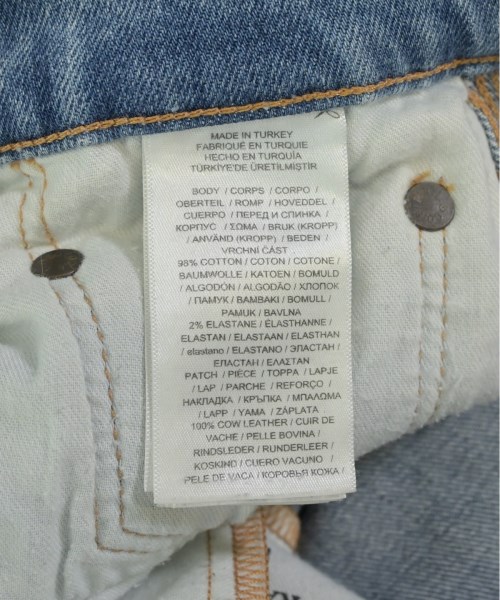 MADE IN TURKEY
FABRIQUÉ EN TURQUIE
HECHO EN TURQUÍA
TÜRKİYE'DE ÜRETİLMİŞTİR
BODY / CORPS / CORPO /
OBERTEIL / ROMP / HOVEDDEL /
CUERPO / ПЕРЕД И СПИНКА /
КОРПУС / ΣΩΜΑ / BRUK (KROPP)
/ ANVÄND (KROPP) / BEDEN /
VRCHNÍ ČÁST
98% COTTON / COTON / COTONE /
BAUMWOLLE / KATOEN / BOMULD
/ ALGODÓN / ALGODÃO / ХЛОПОК
/ ПАМУК / BAMBAKI / BOMULL /
PAMUK / BAVLNA
2% ELASTANE / ÉLASTHANNE /
ELASTAN / ELASTAAN / ELASTHAN
/ elastano / ELASTANO / ЭЛАСТАН /
ЕЛАСТАН / ΕΛΑΣΤΑΝ
PATCH / PIÈCE / TOPPA / LAPJE
/ LAP / PARCHE / REFORÇO /
НАКЛАДКА / КРЪПКА / ΜΠΑΛΩΜΑ
/ LAPP / YAMA / ZÁPLATA
100% COW LEATHER / CUIR DE
VACHE / PELLE BOVINA /
RINDSLEDER / RUNDERLEER /
KOSKIND / CUERO VACUNO /
PELE DE VACA / КОРОВЬЯ КОЖА /